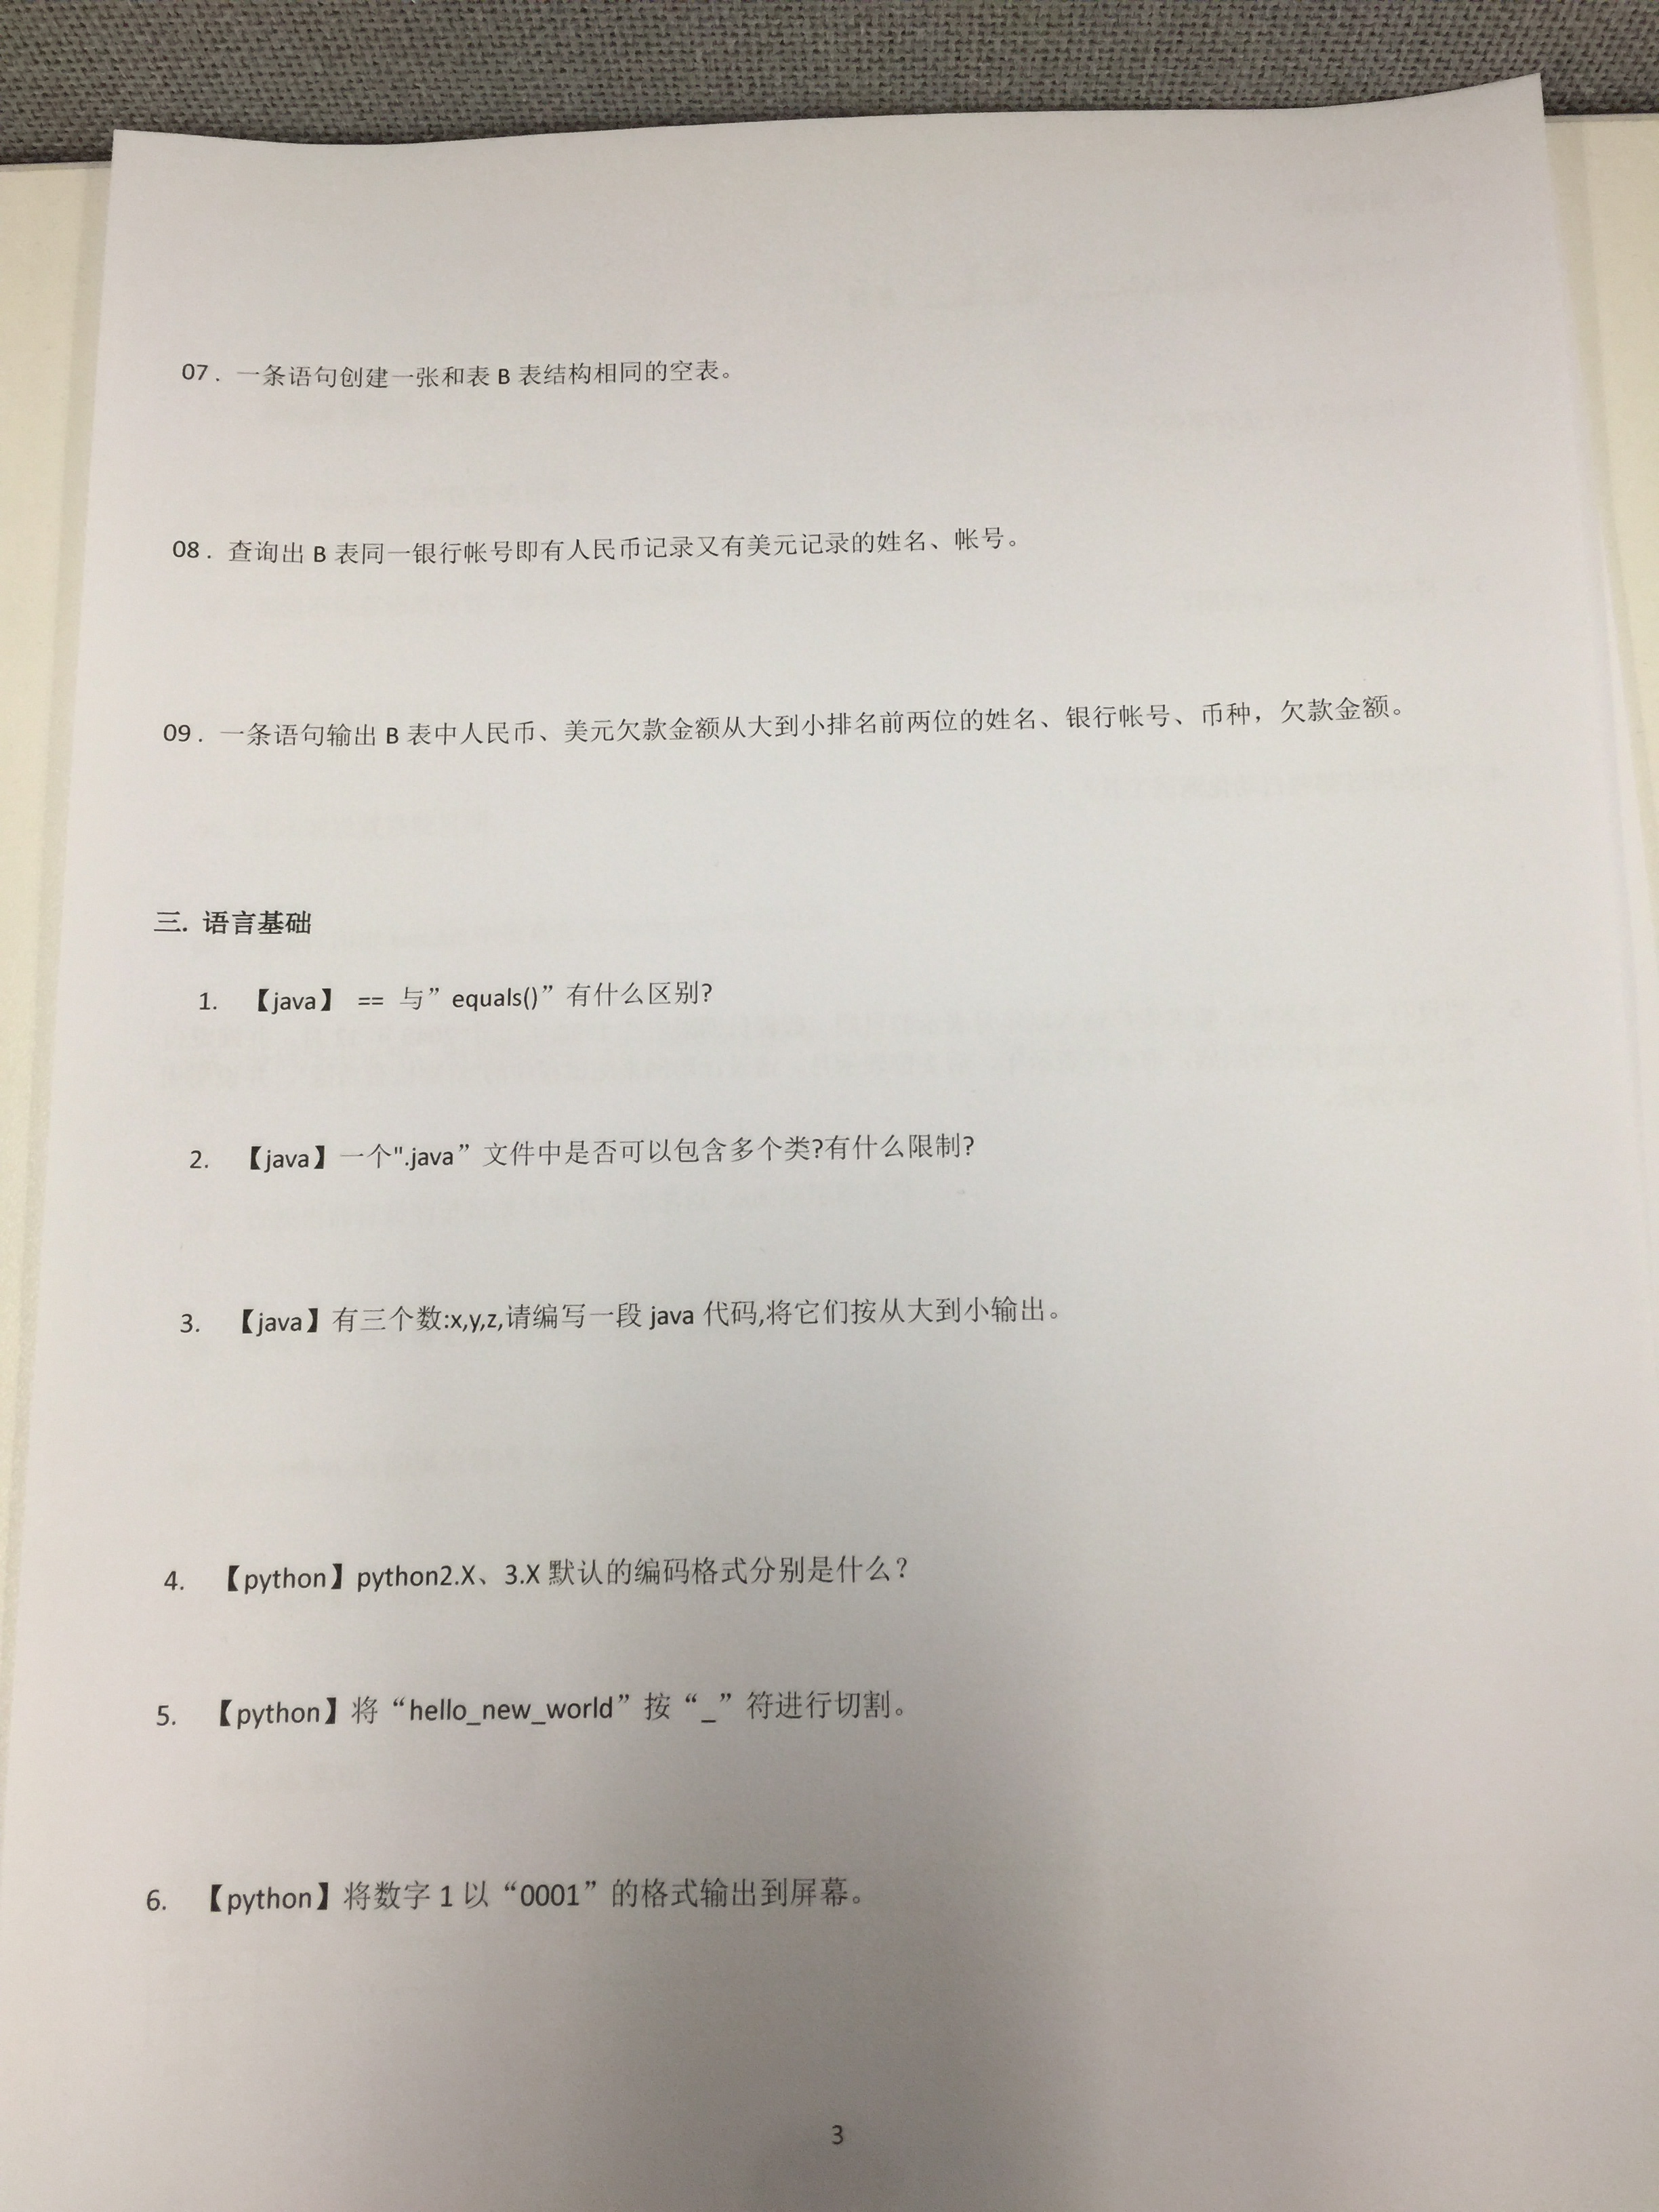 07．一条语句创建一张和表 B 表结构相同的空表。
08．查询出 B 表同一银行帐号即有人民币记录又有美元记录的姓名、帐号。
09．一条语句输出 B 表中人民币、美元欠款金额从大到小排名前两位的姓名、银行帐号、币种，欠款金额。
三. 语言基础
1. 【java】 == 与” equals()” 有什么区别?
2. 【java】一个".java” 文件中是否可以包含多个类?有什么限制?
3. 【java】有三个数:x,y,z,请编写一段 java 代码,将它们按从大到小输出。
4. 【python】python2.X、3.X 默认的编码格式分别是什么？
5. 【python】将“hello_new_world”按“_”符进行切割。
6. 【python】将数字 1 以“0001”的格式输出到屏幕。
3